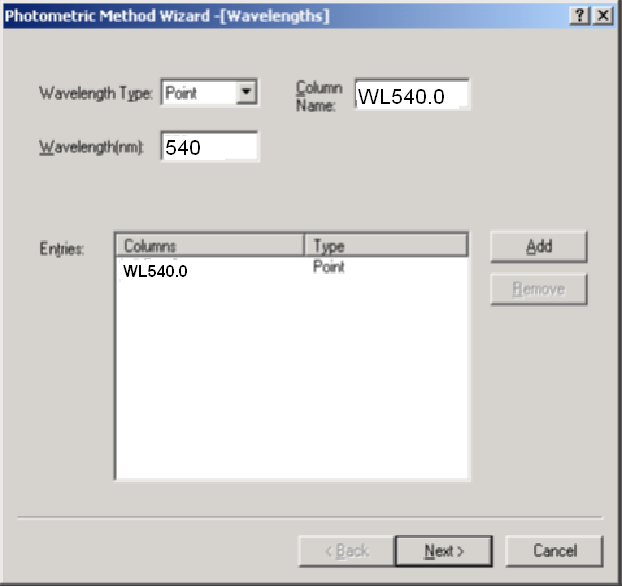 Photometric Method Wizard -[Wavelengths]
Wavelength Type: Point
Column Name: WL540.0
Wavelength(nm): 540
Entries:
Columns Type
WL540.0 Point
Add
Remove
< Back Next > Cancel